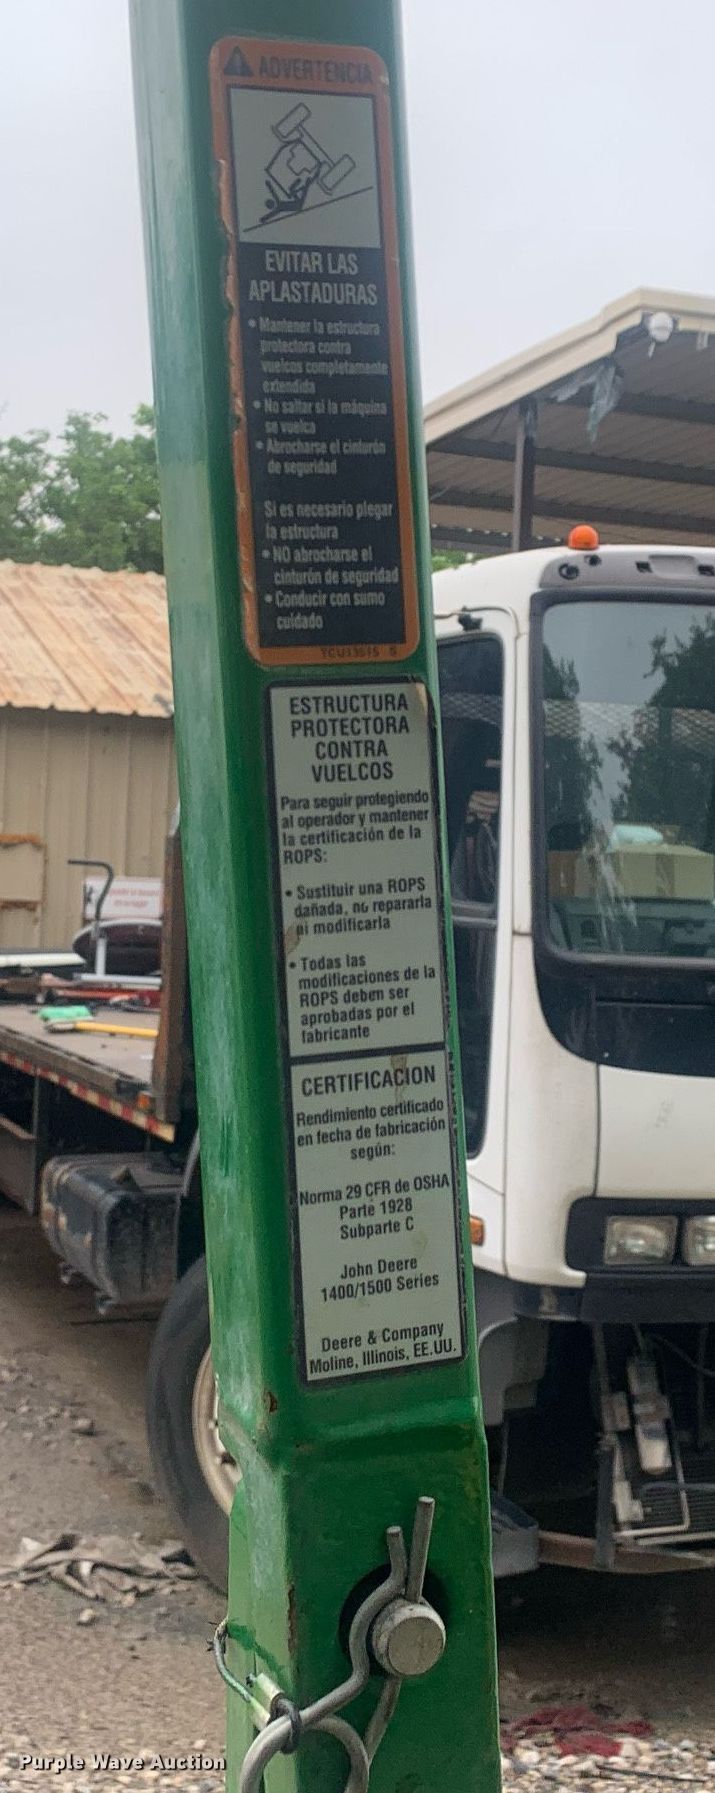 ADVERTENCIA
EVITAR LAS
APLASTADURAS
• Mantener la estructura
protectora contra
vuelcos completamente
extendida
• No saltar si la máquina
se vuelca
• Abrocharse el cinturón
de seguridad
Si es necesario plegar
la estructura
• NO abrocharse el
cinturón de seguridad
• Conducir con sumo
cuidado
ESTRUCTURA
PROTECTORA
CONTRA
VUELCOS
Para seguir protegiendo
al operador y mantener
la certificación de la
ROPS:
• Sustituir una ROPS
dañada, no repararla
ni modificarla
• Todas las
modificaciones de la
ROPS deben ser
aprobadas por el
fabricante
CERTIFICACION
Rendimiento certificado
en fecha de fabricación
según:
Norma 29 CFR de OSHA
Parte 1928
Subparte C
John Deere
1400/1500 Series
Deere & Company
Moline, Illinois, EE.UU.
Purple Wave Auction